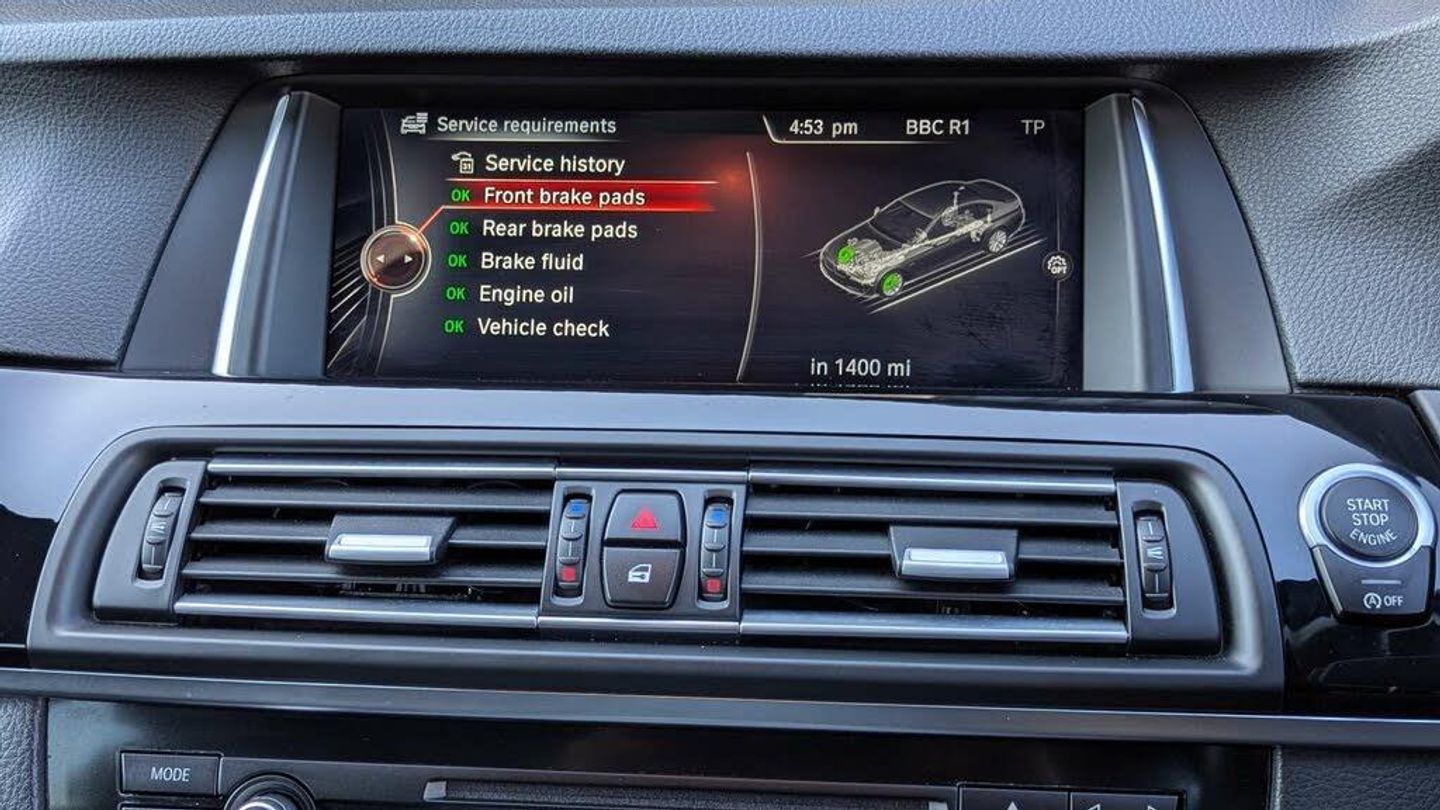 Service requirements
4:53 pm
BBC R1
TP
Service history
31
OK Front brake pads
OK Rear brake pads
OK Brake fluid
OK Engine oil
OK Vehicle check
OPT
in 1400 mi
START
STOP
ENGINE
A OFF
MODE